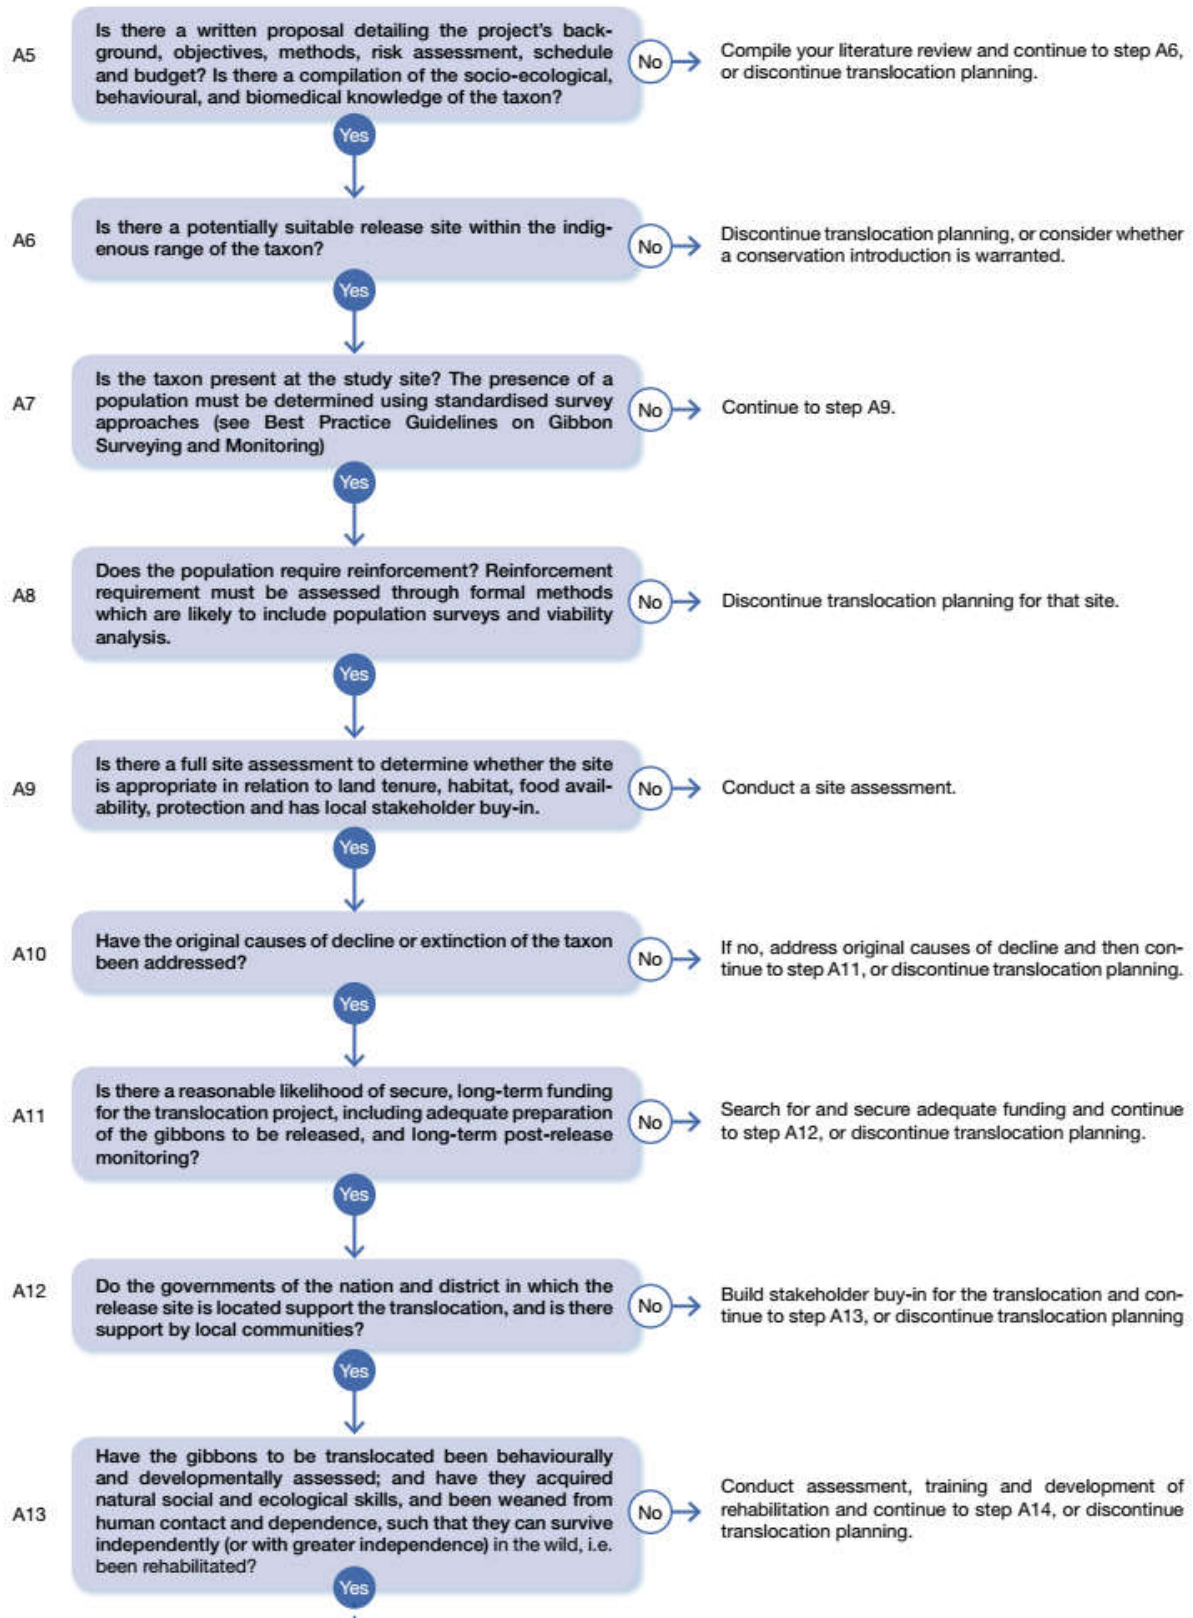 A5
Is there a written proposal detailing the project's back-
ground, objectives, methods, risk assessment, schedule
and budget? Is there a compilation of the socio-ecological,
behavioural, and biomedical knowledge of the taxon?
No
Compile your literature review and continue to step A6,
or discontinue translocation planning.
Yes
A6
Is there a potentially suitable release site within the indig-
enous range of the taxon?
No
Discontinue translocation planning, or consider whether
a conservation introduction is warranted.
Yes
A7
Is the taxon present at the study site? The presence of a
population must be determined using standardised survey
approaches (see Best Practice Guidelines on Gibbon
Surveying and Monitoring)
No
Continue to step A9.
Yes
A8
Does the population require reinforcement? Reinforcement
requirement must be assessed through formal methods
which are likely to include population surveys and viability
analysis.
No
Discontinue translocation planning for that site.
Yes
A9
Is there a full site assessment to determine whether the site
is appropriate in relation to land tenure, habitat, food avail-
ability, protection and has local stakeholder buy-in.
No
Conduct a site assessment.
Yes
A10
Have the original causes of decline or extinction of the taxon
been addressed?
No
If no, address original causes of decline and then con-
tinue to step A11, or discontinue translocation planning.
Yes
A11
Is there a reasonable likelihood of secure, long-term funding
for the translocation project, including adequate preparation
of the gibbons to be released, and long-term post-release
monitoring?
No
Search for and secure adequate funding and continue
to step A12, or discontinue translocation planning.
Yes
A12
Do the governments of the nation and district in which the
release site is located support the translocation, and is there
support by local communities?
No
Build stakeholder buy-in for the translocation and con-
tinue to step A13, or discontinue translocation planning
Yes
A13
Have the gibbons to be translocated been behaviourally
and developmentally assessed; and have they acquired
natural social and ecological skills, and been weaned from
human contact and dependence, such that they can survive
independently (or with greater independence) in the wild, i.e.
been rehabilitated?
No
Conduct assessment, training and development of
rehabilitation and continue to step A14, or discontinue
translocation planning.
Yes